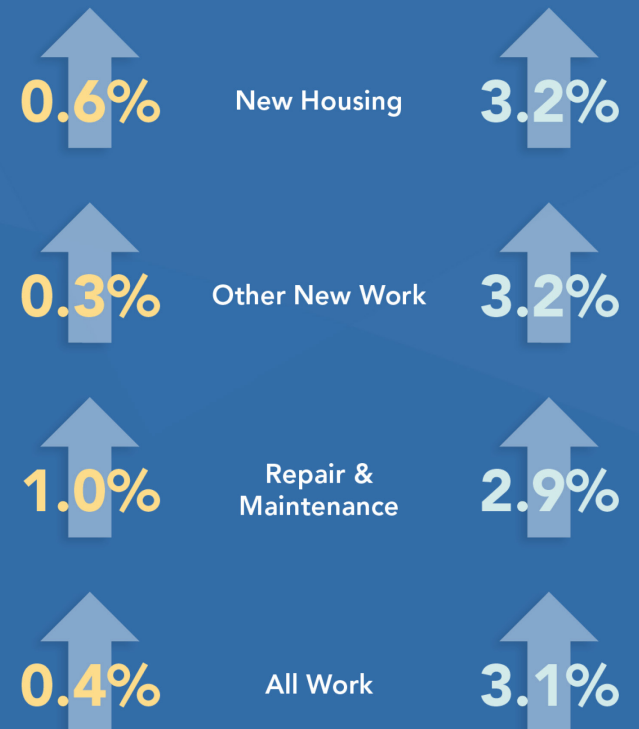 0.6% New Housing 3.2%
0.3% Other New Work 3.2%
1.0% Repair & 2.9%
Maintenance
0.4% All Work 3.1%